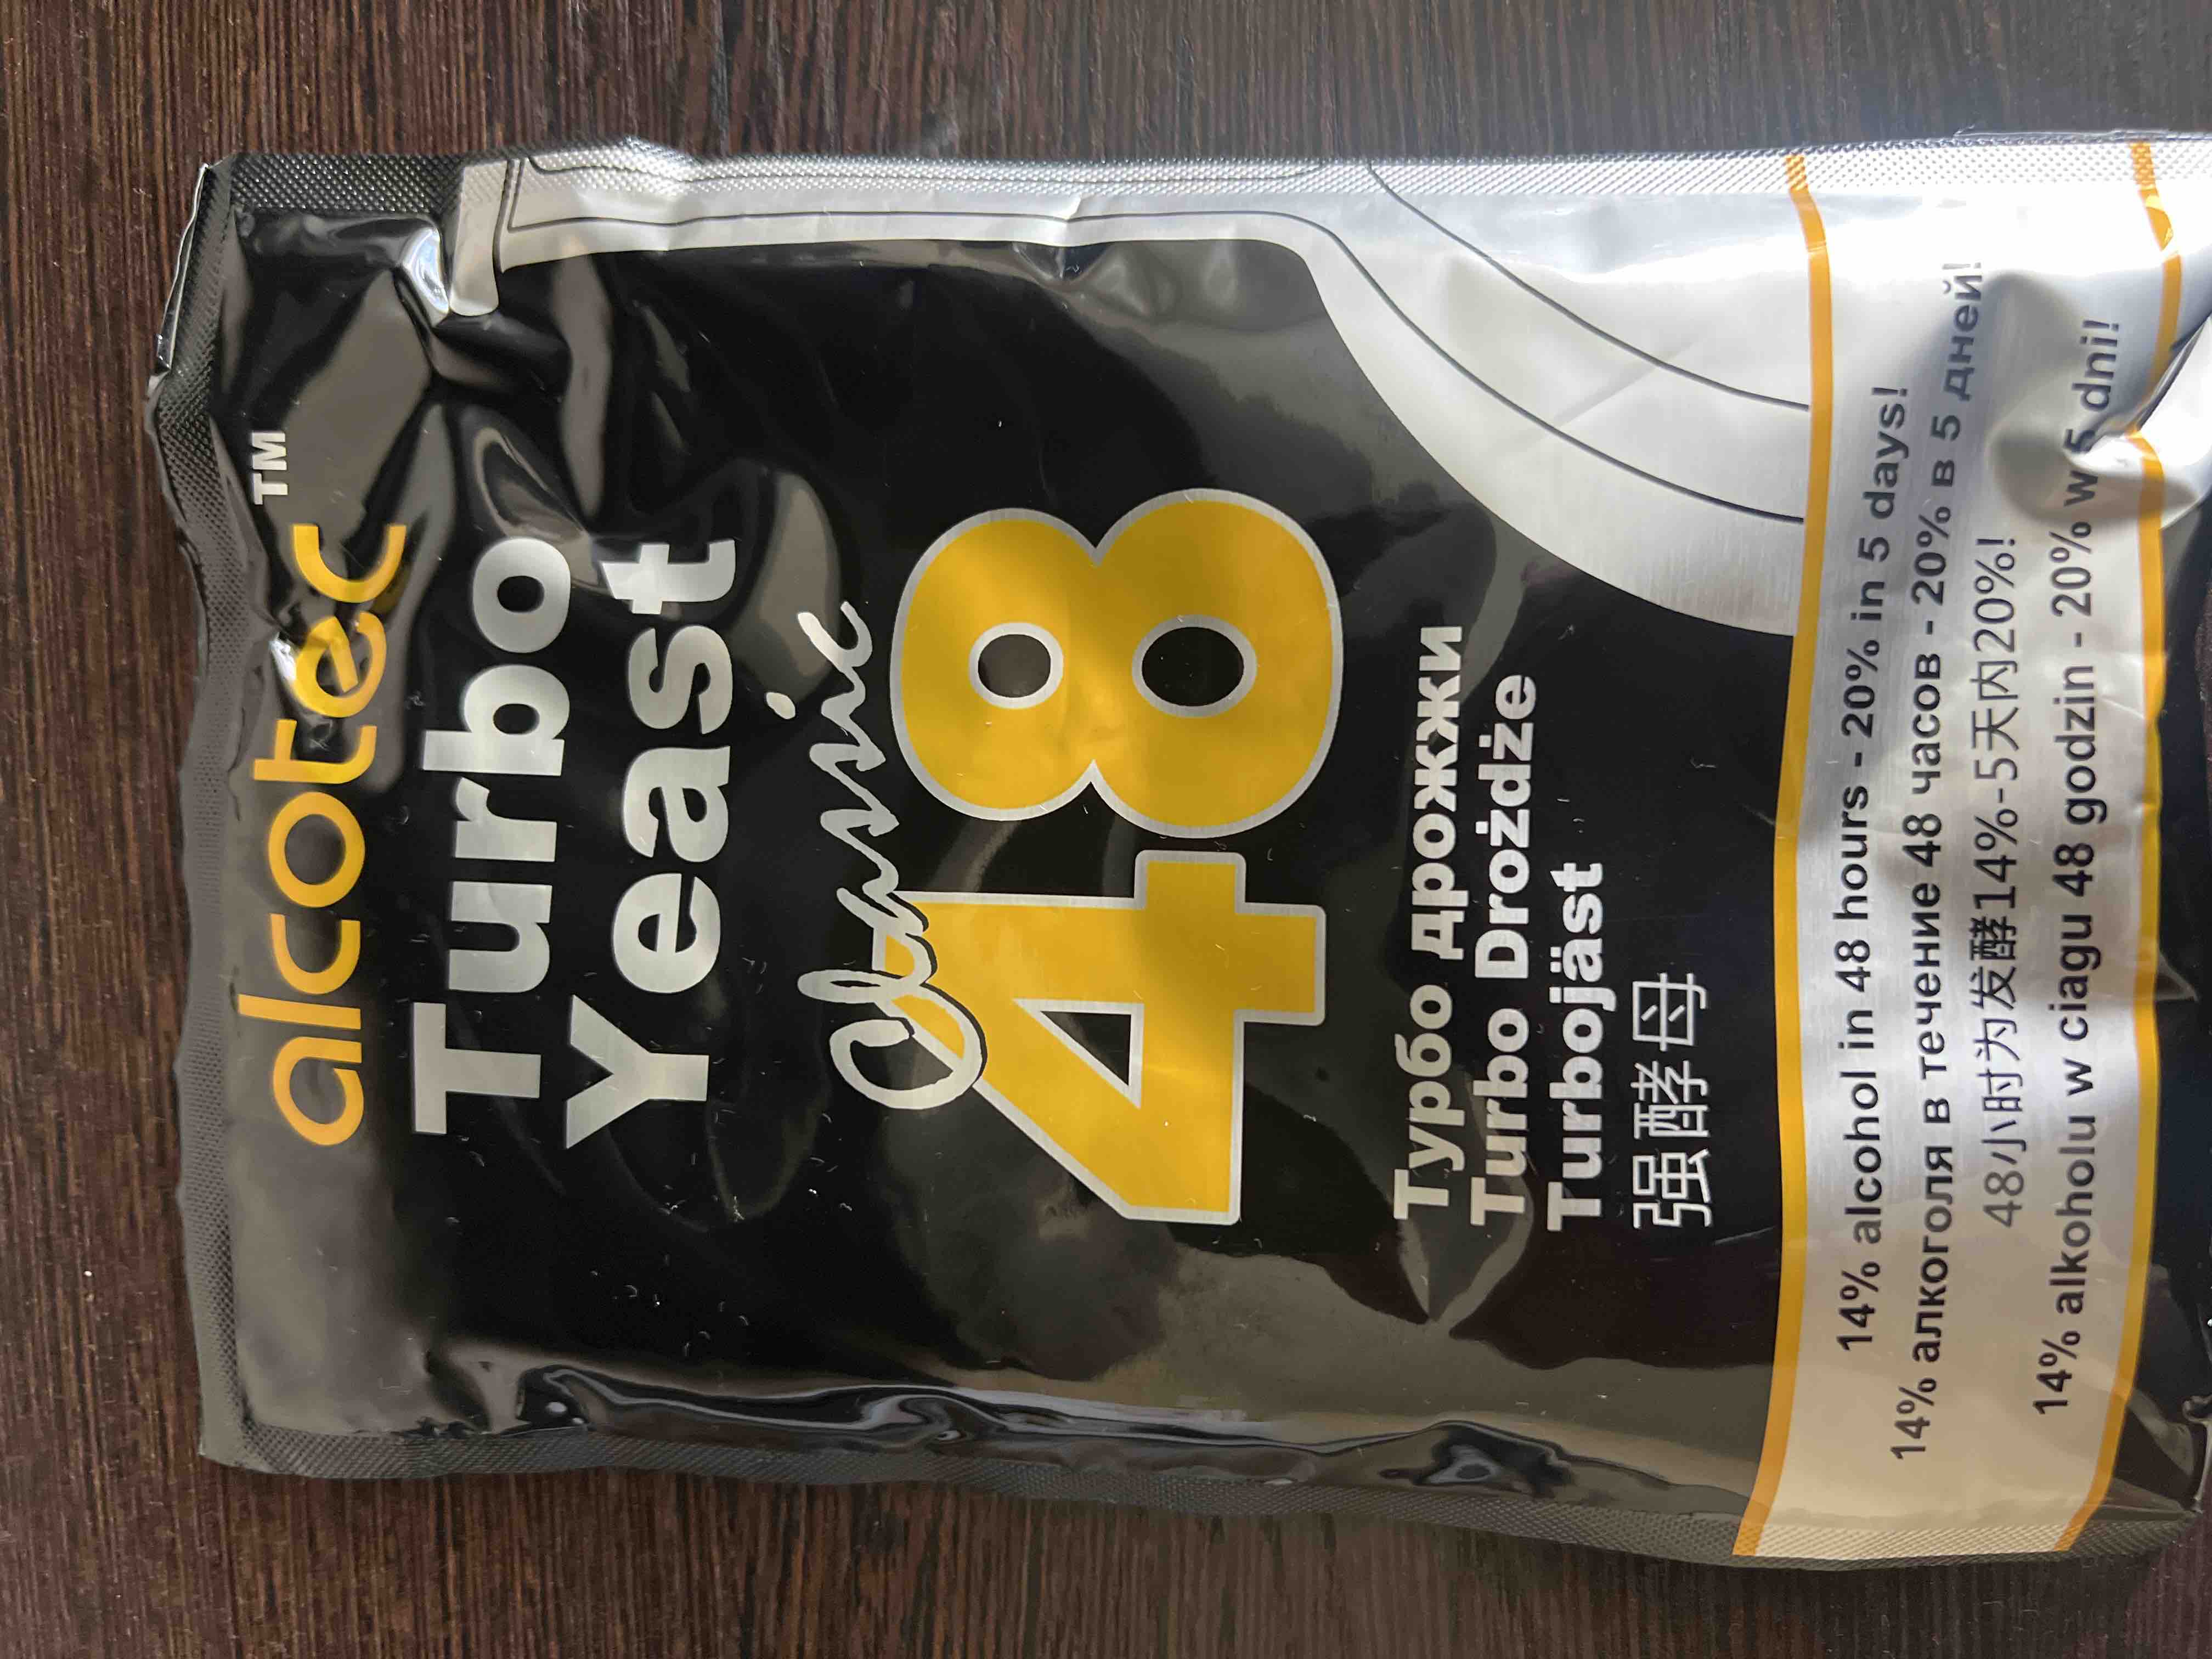 alcotec™
Turbo
Yeast
Classic
48
Турбо дрожжи
Turbo Drożdże
Turbojäst
强酵母
14% alcohol in 48 hours - 20% in 5 days!
14% алкоголя в течение 48 часов - 20% в 5 дней!
48小时为发酵14%-5天内20%!
14% alkoholu w ciagu 48 godzin - 20% w 5 dni!